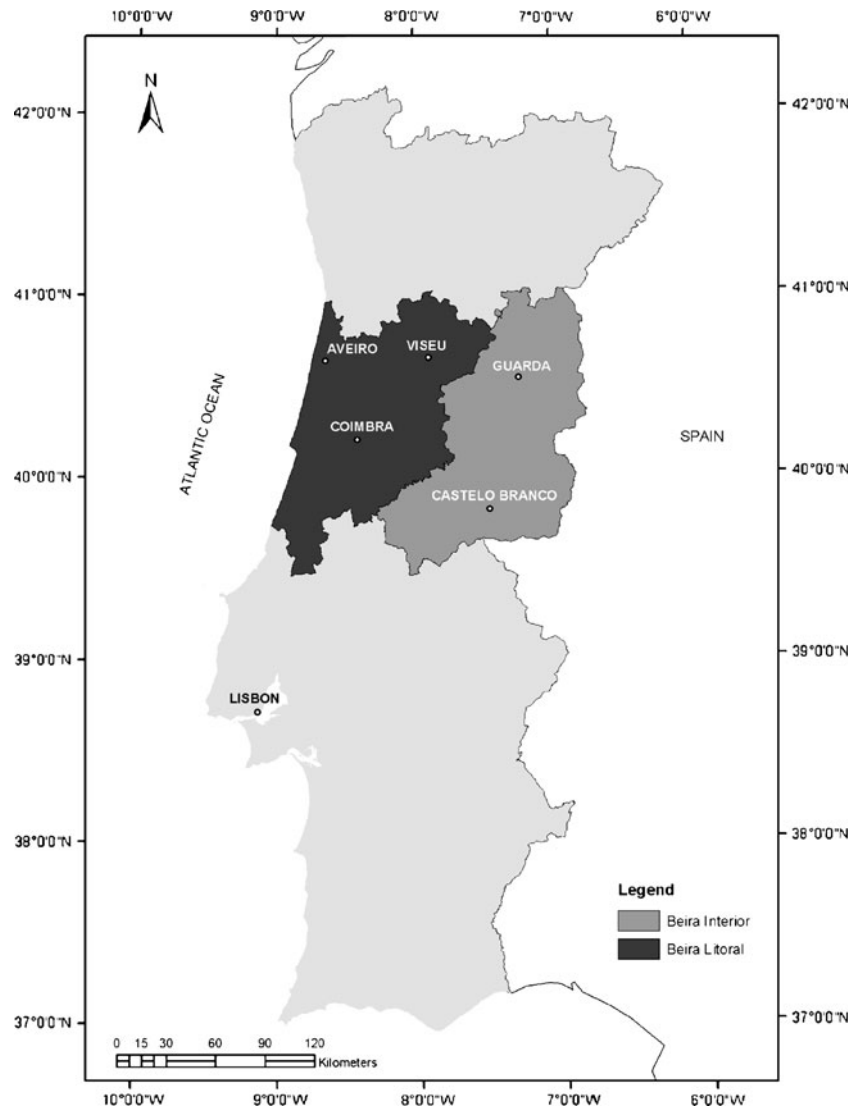 10°0'0"W 9°0'0"W 8°0'0"W 7°0'0"W 6°0'0"W
N
42°0'0"N 42°0'0"N
41°0'0"N 41°0'0"N
AVEIRO VISEU
GUARDA
COIMBRA
ATLANTIC OCEAN
SPAIN
40°0'0"N 40°0'0"N
CASTELO BRANCO
39°0'0"N 39°0'0"N
LISBON
38°0'0"N 38°0'0"N
Legend
Beira Interior
Beira Litoral
37°0'0"N 37°0'0"N
0 15 30 60 90 120
Kilometers
10°0'0"W 9°0'0"W 8°0'0"W 7°0'0"W 6°0'0"W